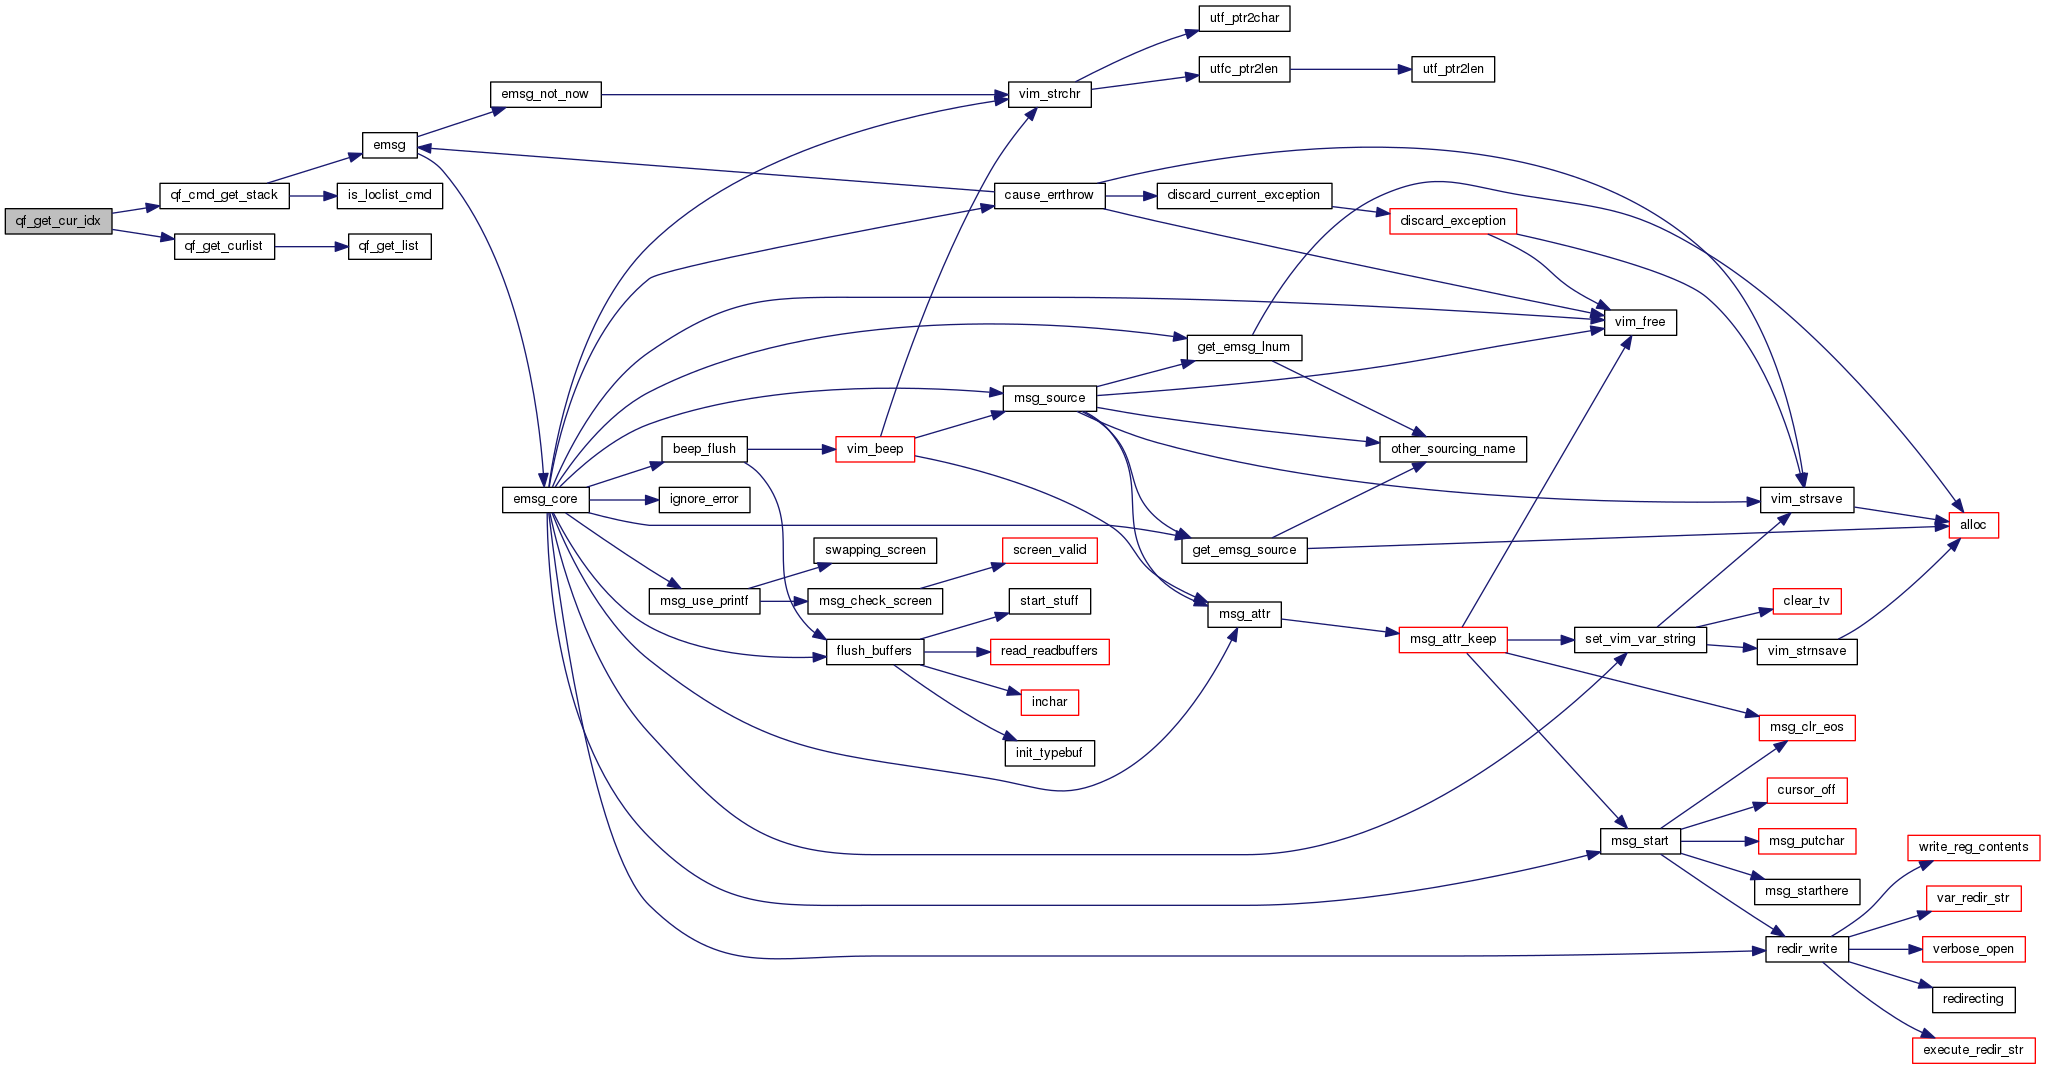 utf_ptr2char
utfc_ptr2len
utf_ptr2len
emsg_not_now
vim_strchr
emsg
qf_cmd_get_stack
is_loclist_cmd
cause_errthrow
discard_current_exception
discard_exception
qf_get_cur_idx
qf_get_curlist
qf_get_list
vim_free
get_emsg_lnum
msg_source
beep_flush
vim_beep
other_sourcing_name
emsg_core
ignore_error
vim_strsave
alloc
swapping_screen
screen_valid
get_emsg_source
msg_use_printf
msg_check_screen
start_stuff
msg_attr
clear_tv
flush_buffers
read_readbuffers
msg_attr_keep
set_vim_var_string
vim_strnsave
inchar
msg_clr_eos
init_typebuf
cursor_off
msg_start
msg_putchar
write_reg_contents
msg_starthere
var_redir_str
redir_write
verbose_open
redirecting
execute_redir_str